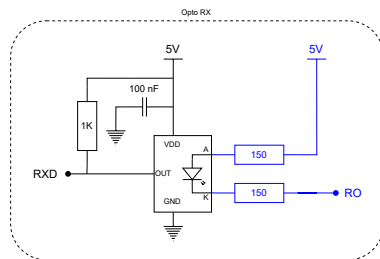 Opto RX
5V
5V
100 nF
1K
VDD
A
150
RXD
OUT
K
150
RO
GND